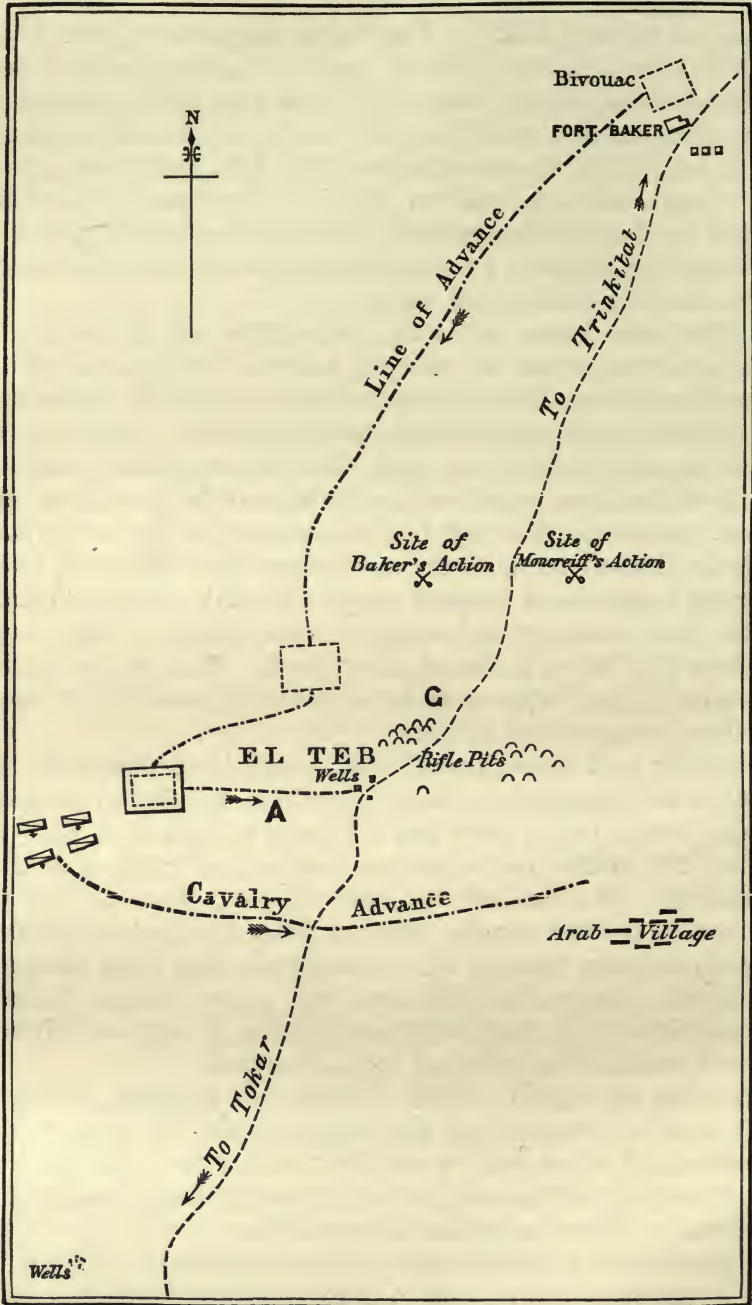 Bivouac
FORT BAKER
N
Line of Advance
To Trinkitat
Site of
Baker's Action
Site of
Moncreiff's Action
C
EL TEB
Wells
Rifle Pits
A
Cavalry Advance
Arab Village
To Tokar
Wells